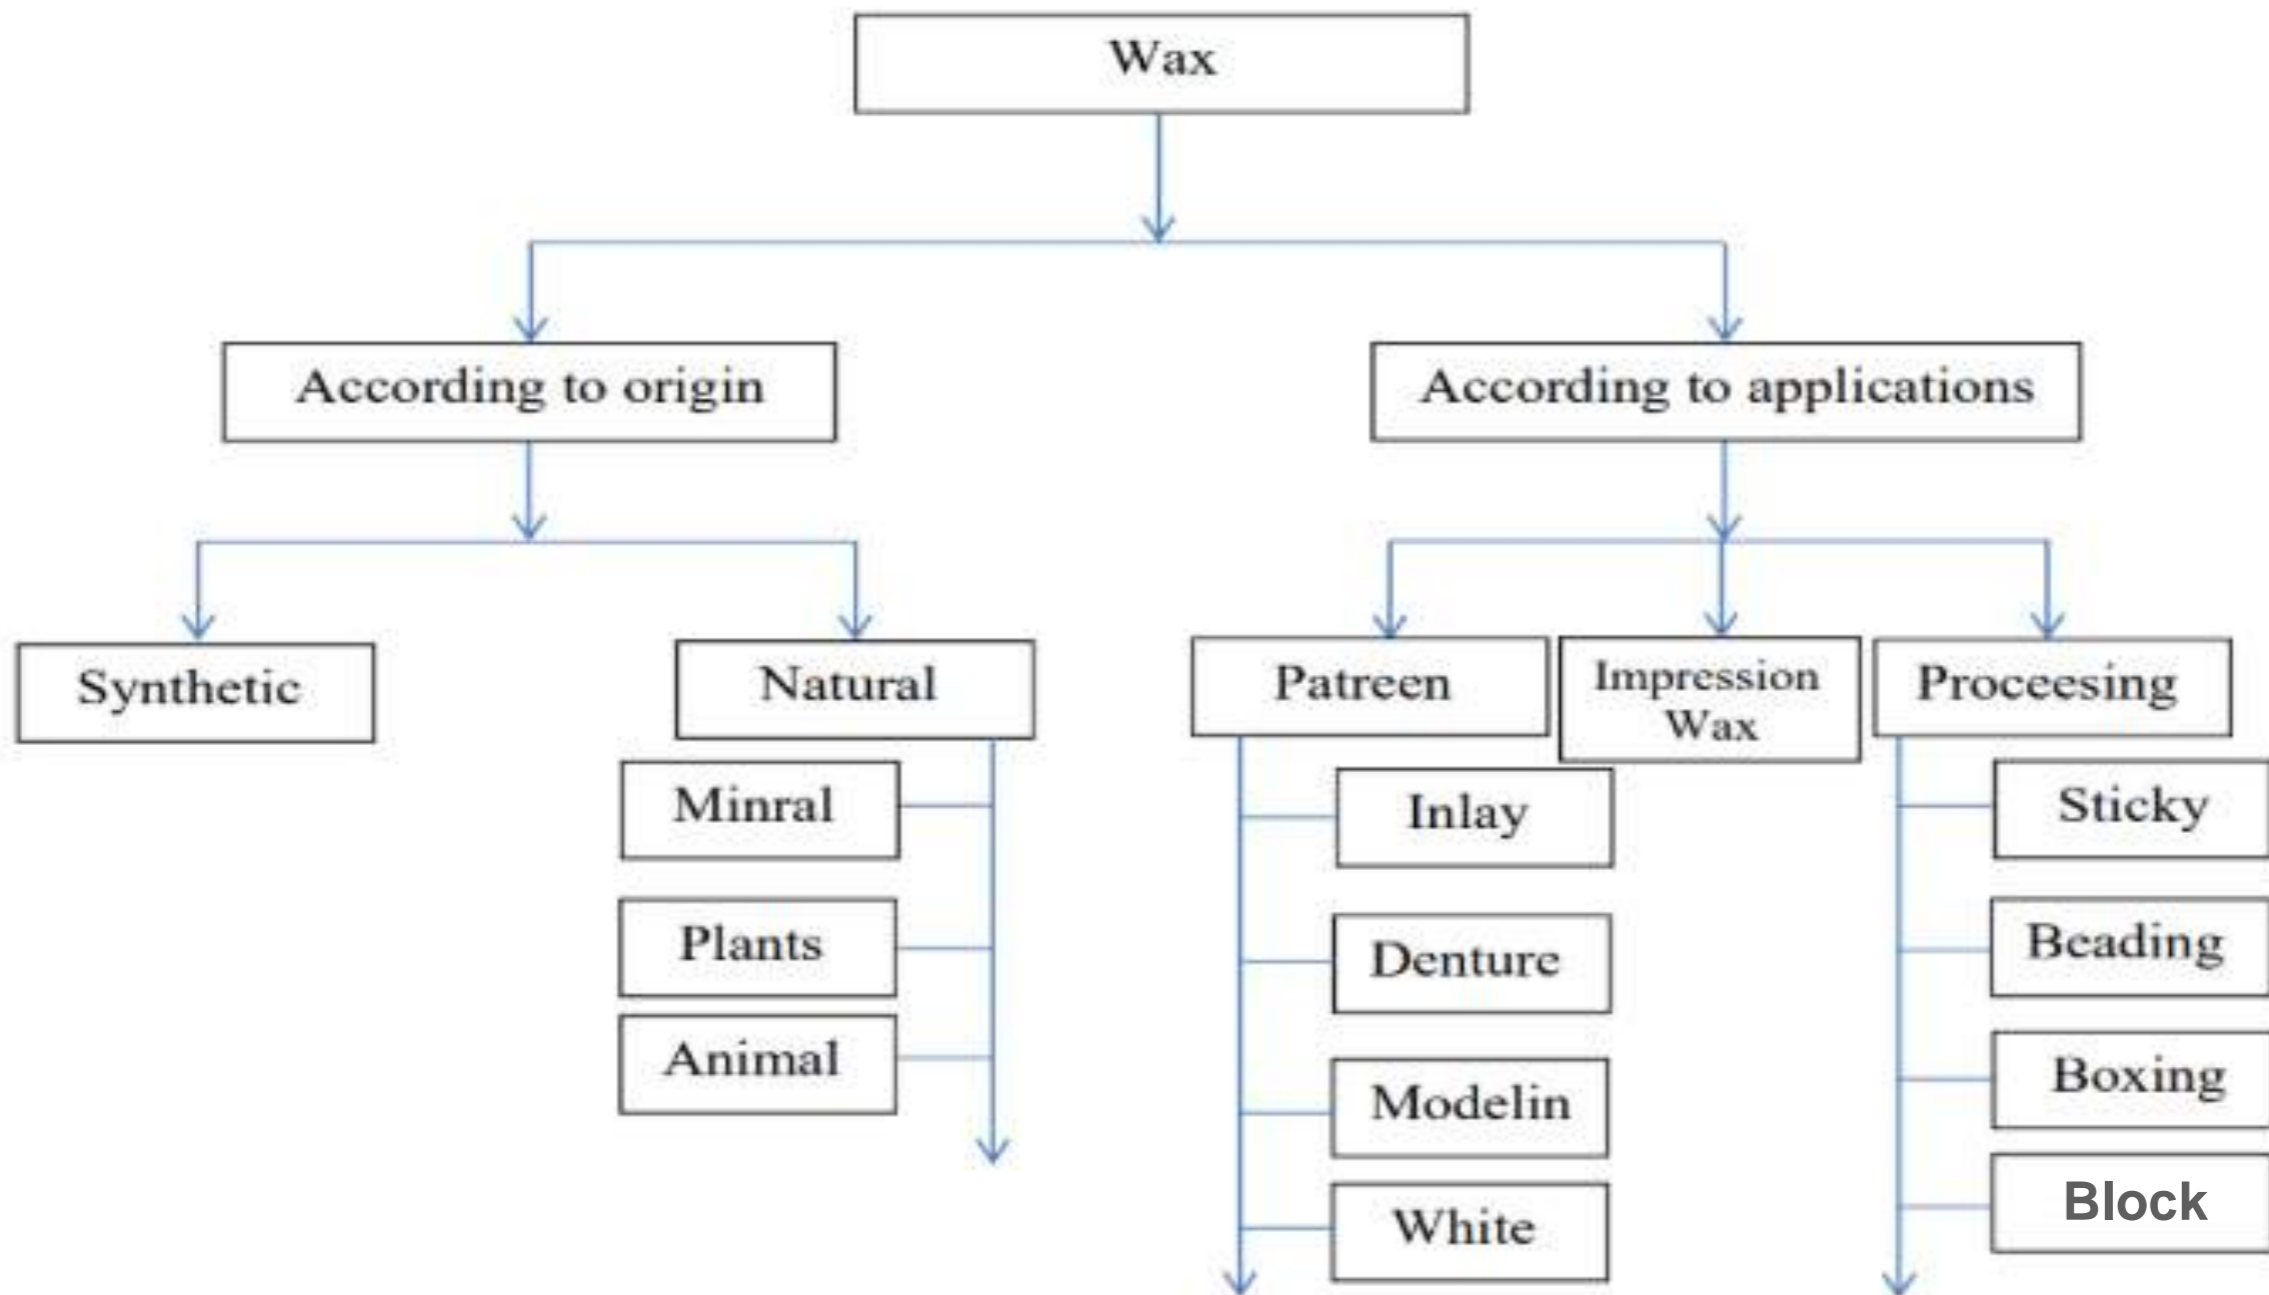 Wax
According to origin
According to applications
Synthetic
Natural
Patreen
Impression
Wax
Proceesing
Minral
Plants
Animal
Inlay
Denture
Modelin
White
Sticky
Beading
Boxing
Block